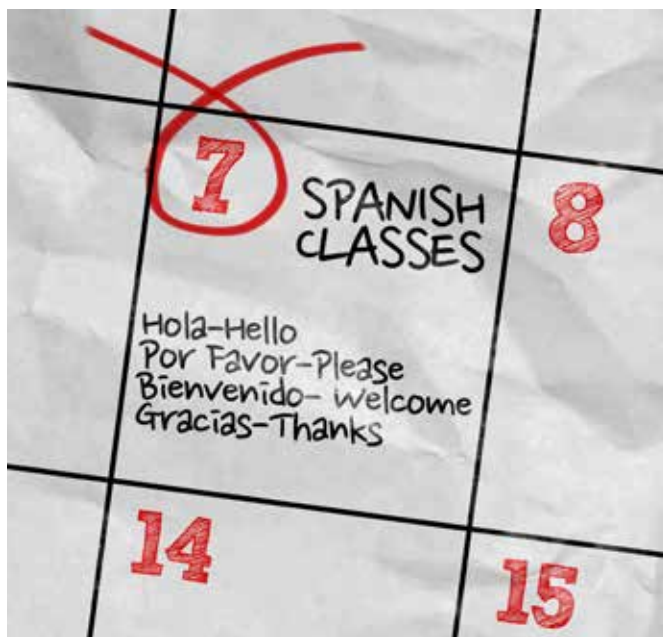 7
SPANISH
CLASSES
8
Hola-Hello
Por Favor-Please
Bienvenido- Welcome
Gracias-Thanks
14
15